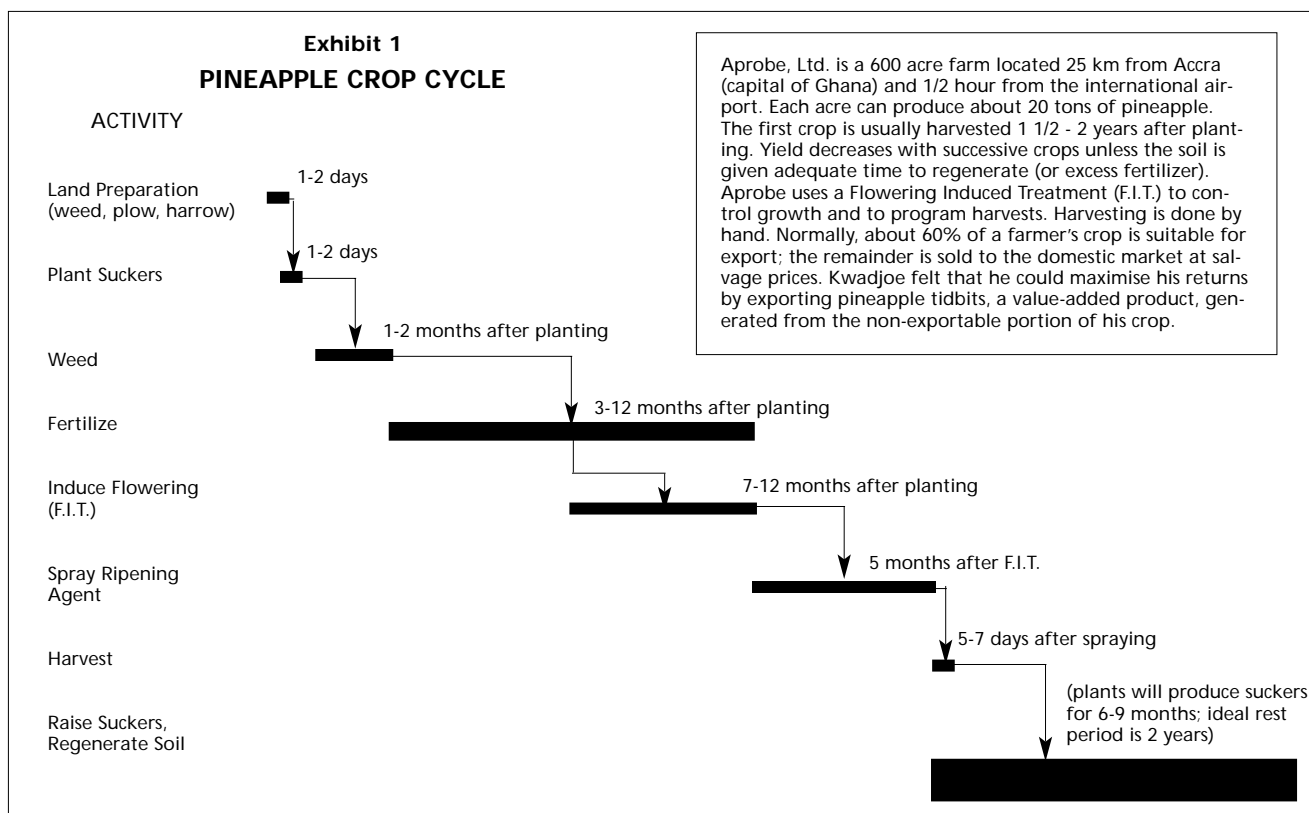 Exhibit 1
PINEAPPLE CROP CYCLE
Aprobe, Ltd. is a 600 acre farm located 25 km from Accra
(capital of Ghana) and 1/2 hour from the international air-
port. Each acre can produce about 20 tons of pineapple.
The first crop is usually harvested 1 1/2 - 2 years after plant-
ing. Yield decreases with successive crops unless the soil is
given adequate time to regenerate (or excess fertilizer).
Aprobe uses a Flowering Induced Treatment (F.I.T.) to con-
trol growth and to program harvests. Harvesting is done by
hand. Normally, about 60% of a farmer's crop is suitable for
export; the remainder is sold to the domestic market at sal-
vage prices. Kwadjoe felt that he could maximise his returns
by exporting pineapple tidbits, a value-added product, gen-
erated from the non-exportable portion of his crop.
ACTIVITY
Land Preparation
(weed, plow, harrow)
1-2 days
Plant Suckers
1-2 days
Weed
1-2 months after planting
Fertilize
3-12 months after planting
Induce Flowering
(F.I.T.)
7-12 months after planting
Spray Ripening
Agent
5 months after F.I.T.
Harvest
5-7 days after spraying
Raise Suckers,
Regenerate Soil
(plants will produce suckers
for 6-9 months; ideal rest
period is 2 years)